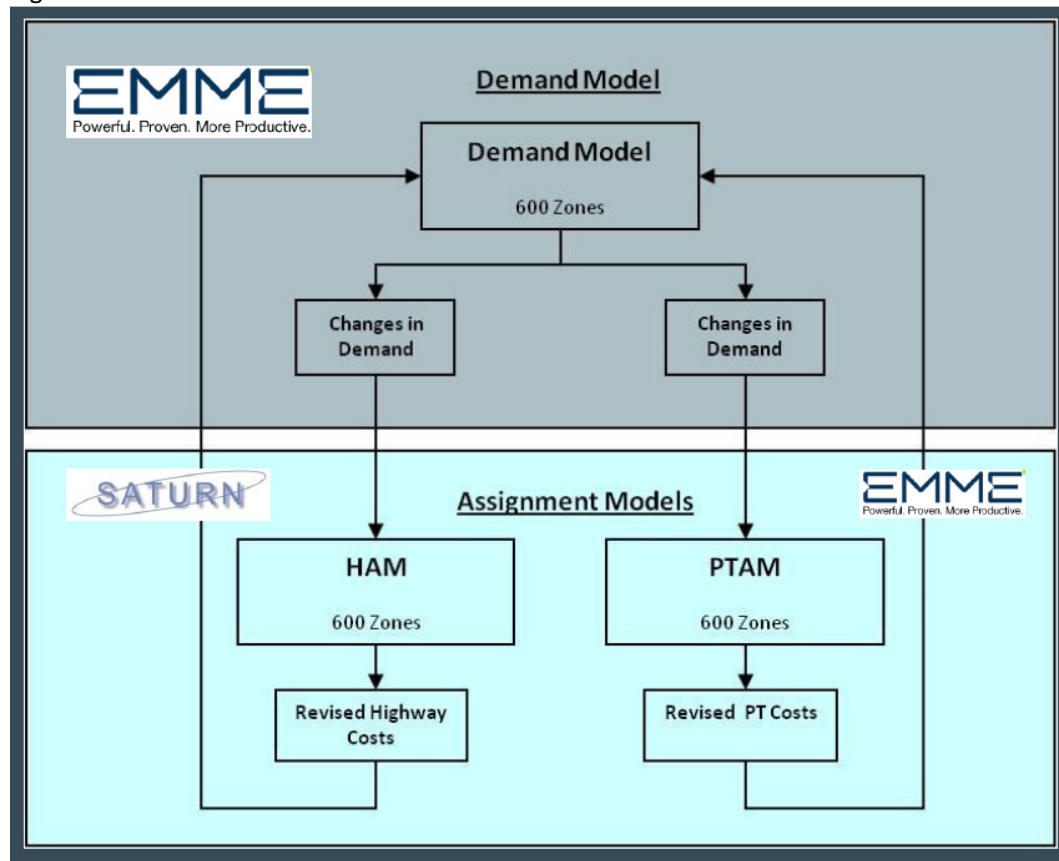 EMME
Powerful. Proven. More Productive.
Demand Model
Demand Model
600 Zones
Changes in
Demand
Changes in
Demand
SATURN
EMME
Powerful. Proven. More Productive.
Assignment Models
HAM
600 Zones
PTAM
600 Zones
Revised Highway
Costs
Revised PT Costs